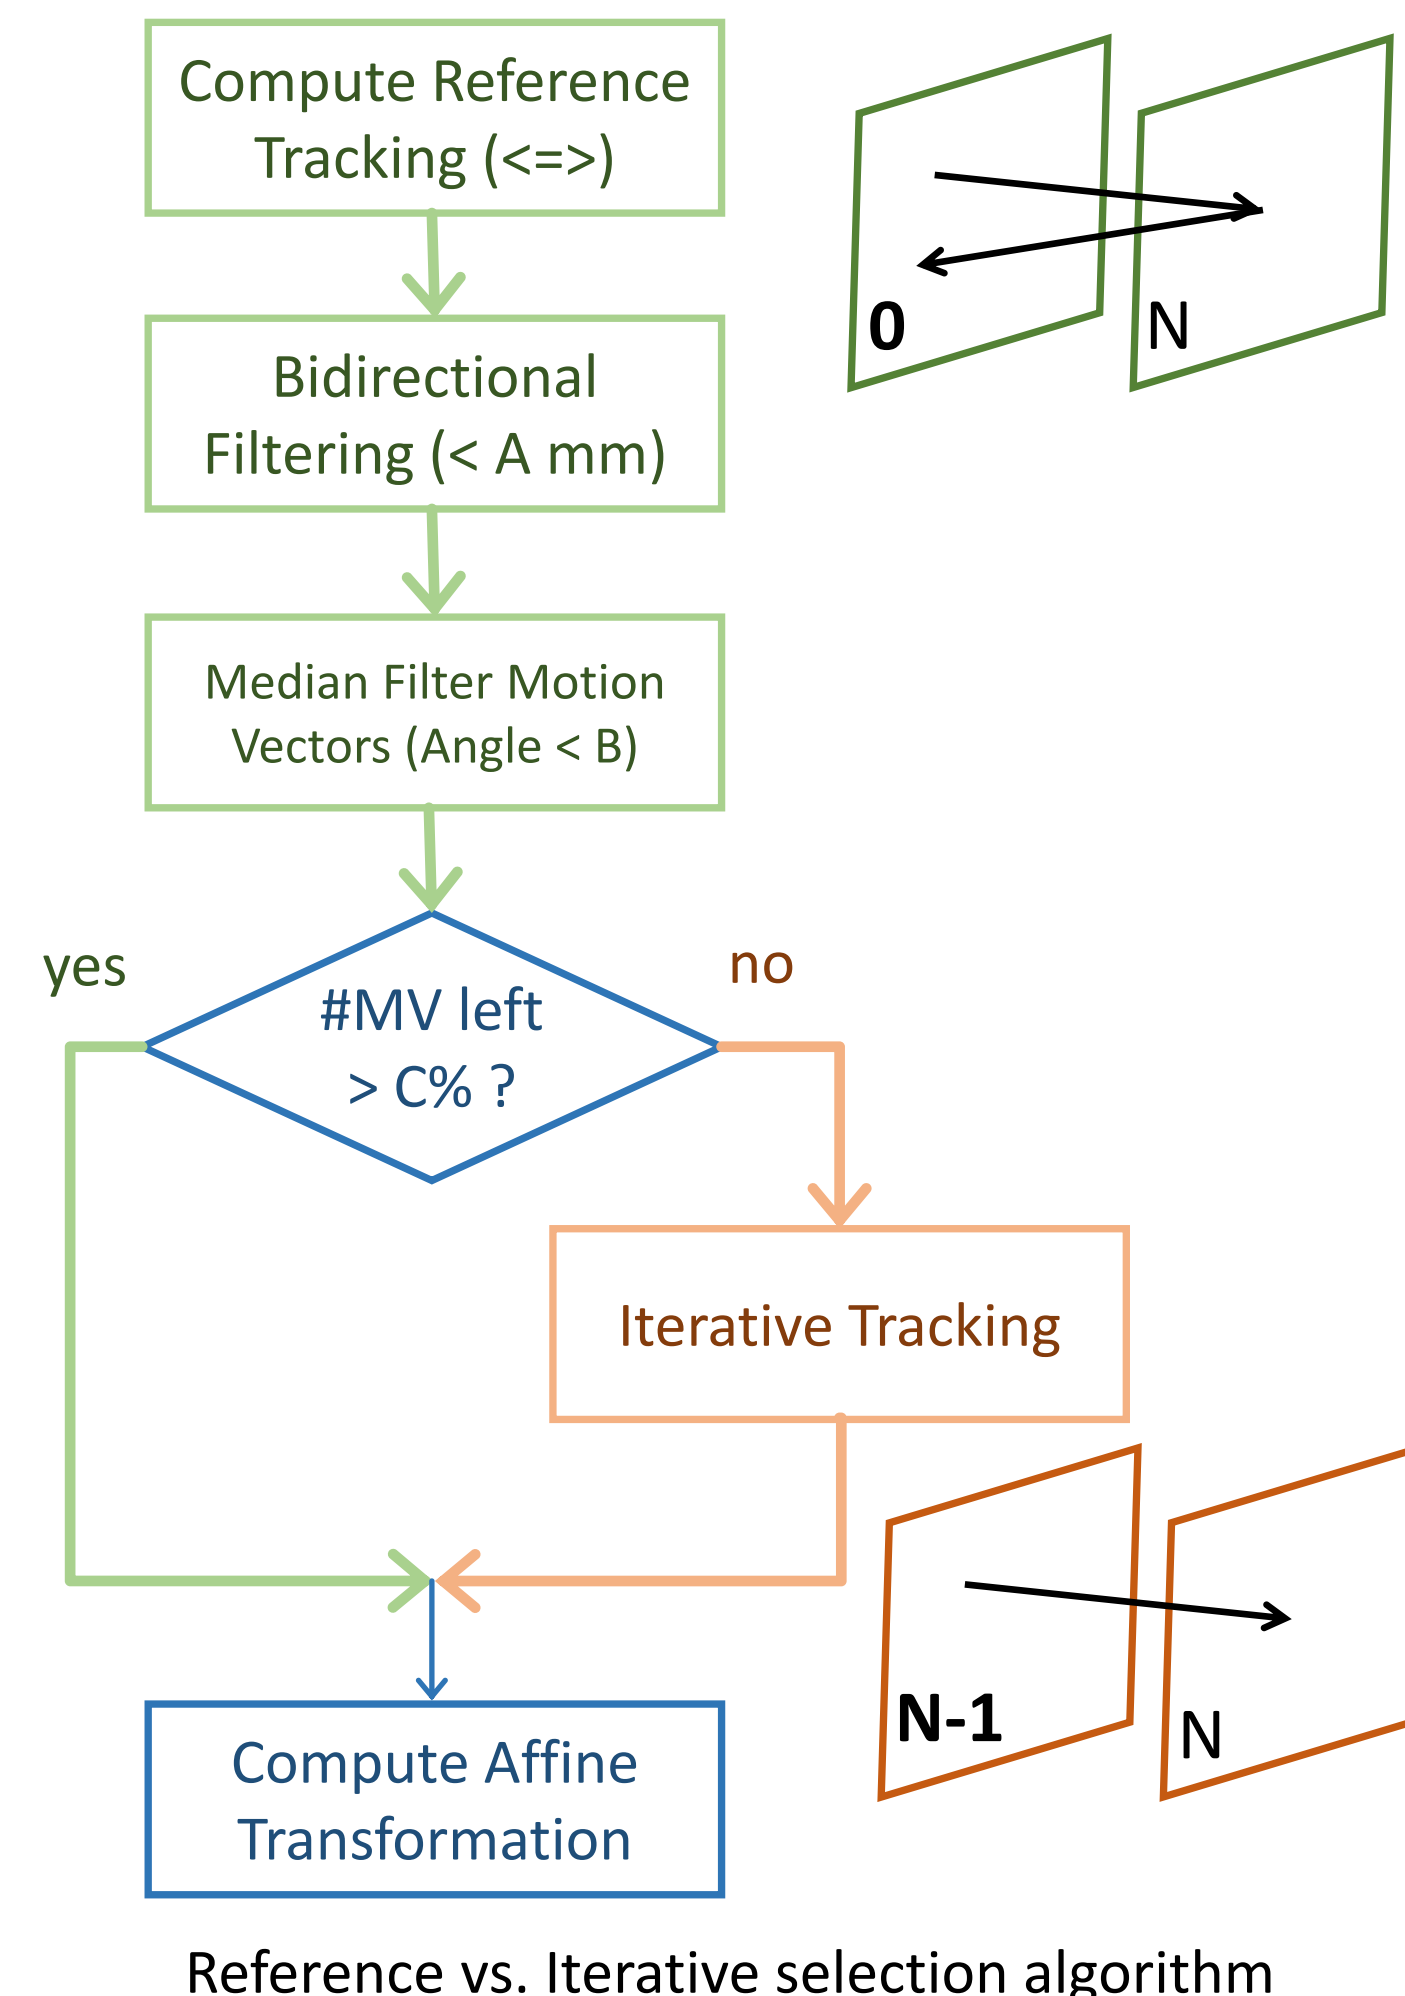 Compute Reference
Tracking (<=>)
0
N
Bidirectional
Filtering (< A mm)
Median Filter Motion
Vectors (Angle < B)
yes
no
#MV left
> C% ?
Iterative Tracking
N-1
N
Compute Affine
Transformation
Reference vs. Iterative selection algorithm